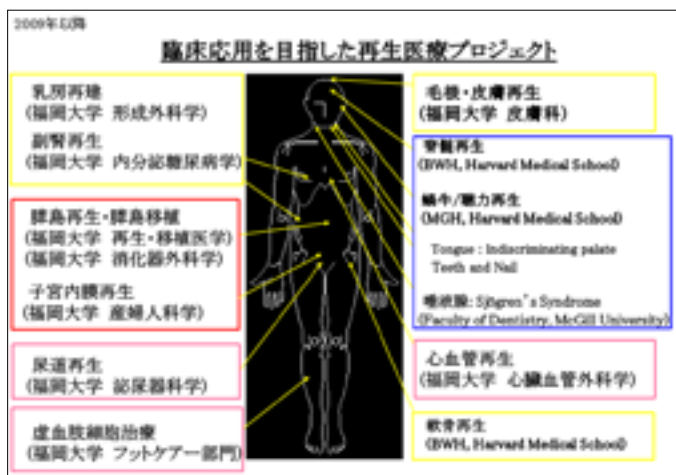 2009年以降
臨床応用を目指した再生医療プロジェクト
乳房再建
(福岡大学 形成外科学)
副腎再生
(福岡大学 内分泌糖尿病学)
膵島再生・膵島移植
(福岡大学 再生・移植医学)
(福岡大学 消化器外科学)
子宮内膜再生
(福岡大学 産婦人科学)
尿道再生
(福岡大学 泌尿器科学)
虚血肢細胞治療
(福岡大学 フットケアー部門)
毛根・皮膚再生
(福岡大学 皮膚科)
脊髄再生
(BWH, Harvard Medical School)
蝸牛/聴力再生
(MGH, Harvard Medical School)
Tongue : Indiscriminating palate
Teeth and Nail
唾液腺: Sjögren's Syndrome
(Faculty of Dentistry, McGill University)
心血管再生
(福岡大学 心臓血管外科学)
軟骨再生
(BWH, Harvard Medical School)